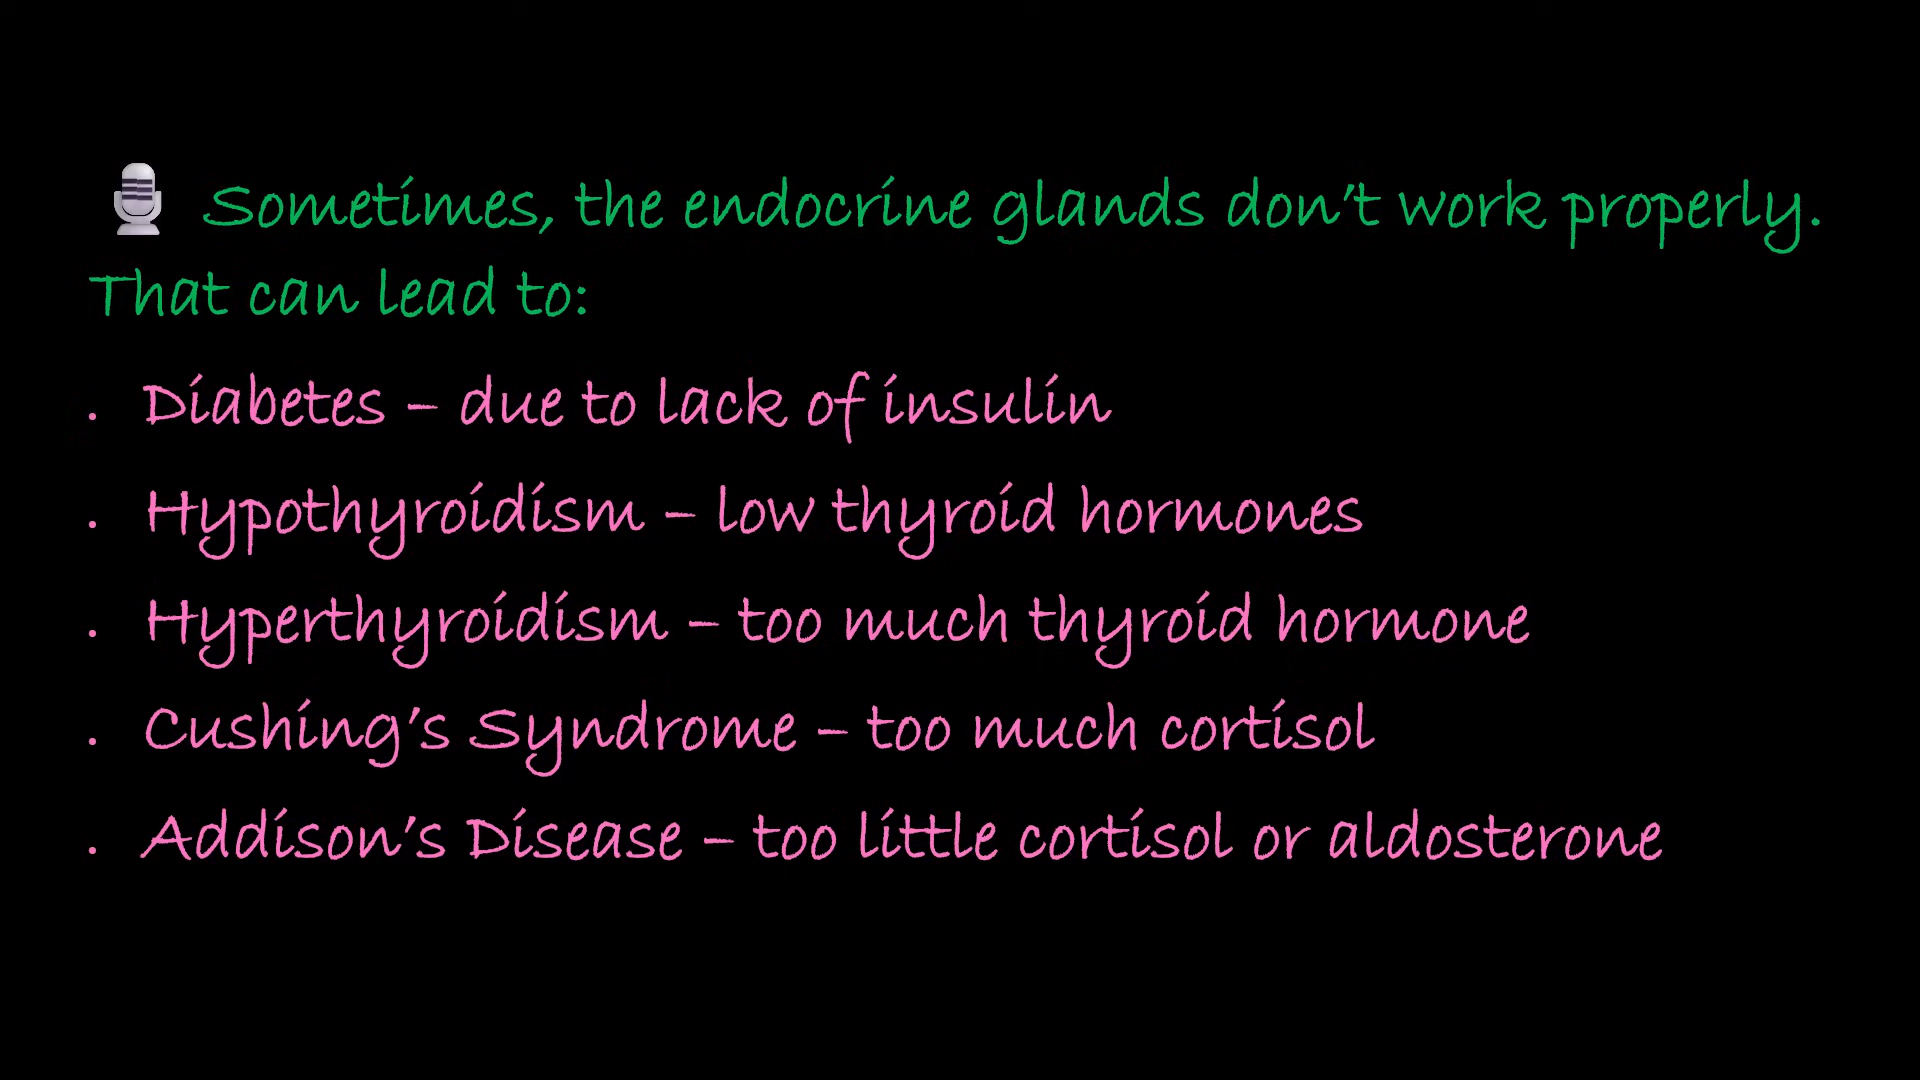 🎙️ Sometimes, the endocrine glands don't work properly.
That can lead to:
• Diabetes – due to lack of insulin
• Hypothyroidism – low thyroid hormones
• Hyperthyroidism – too much thyroid hormone
• Cushing's Syndrome – too much cortisol
• Addison's Disease – too little cortisol or aldosterone